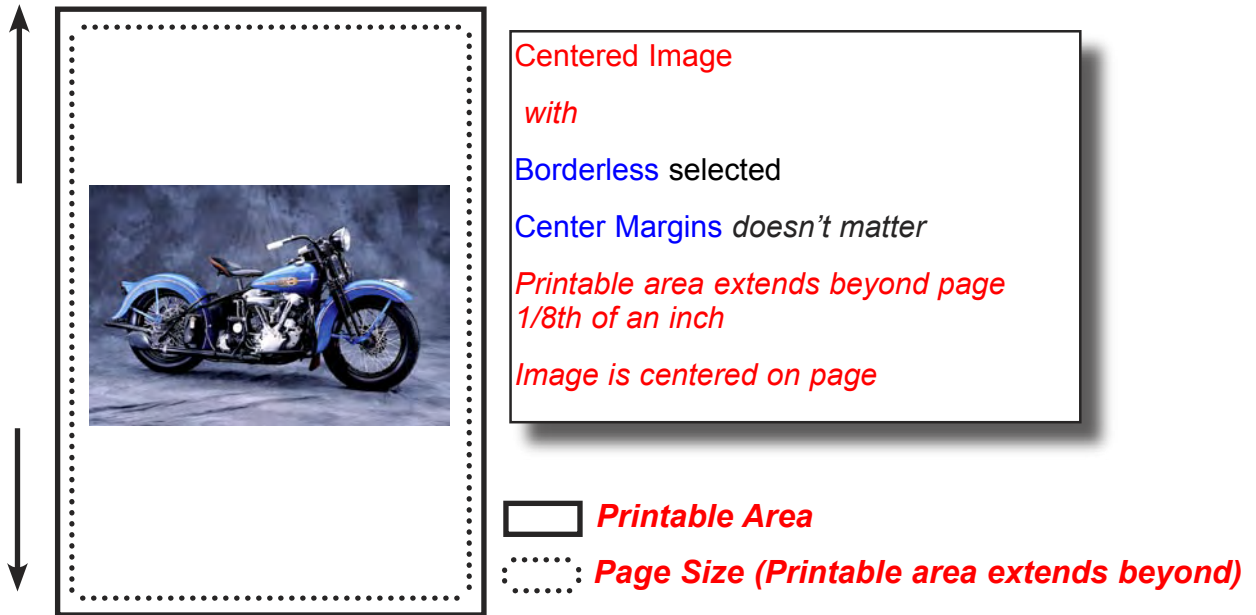 Centered Image
with
Borderless selected
Center Margins doesn’t matter
Printable area extends beyond page
1/8th of an inch
Image is centered on page
Printable Area
Page Size (Printable area extends beyond)